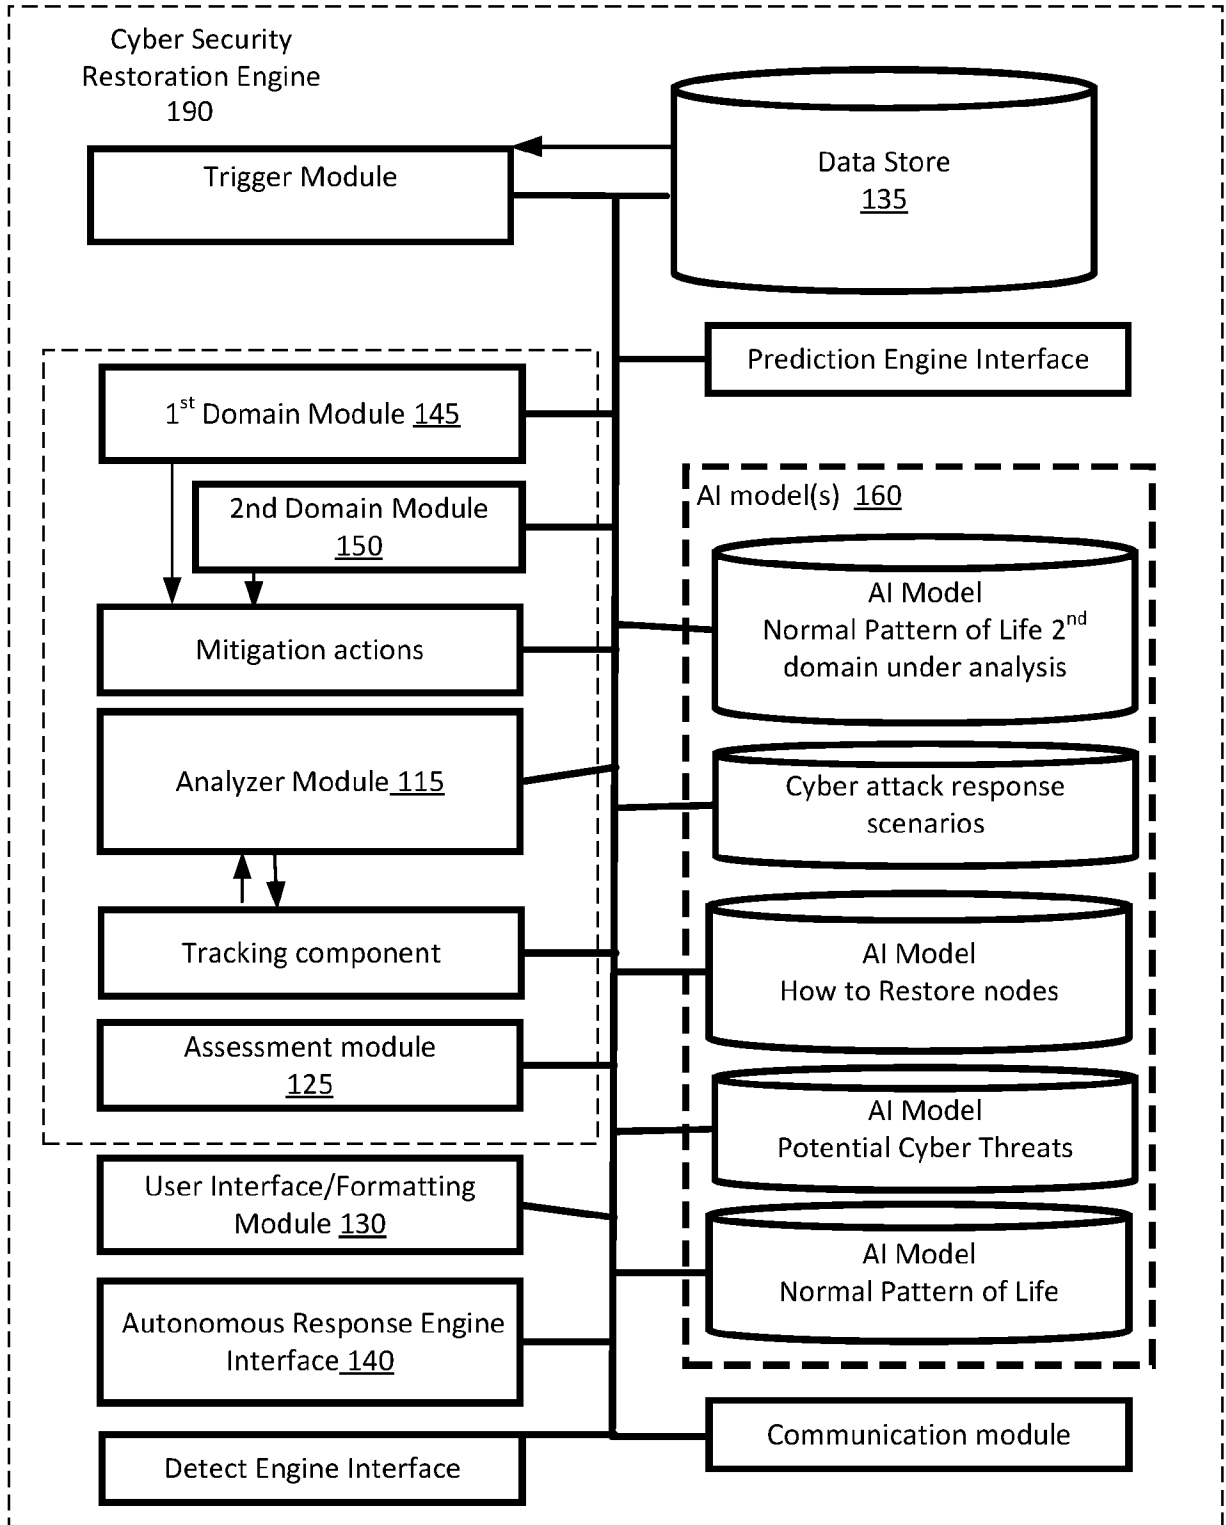 Cyber Security
Restoration Engine
190
Trigger Module
Data Store
135
Prediction Engine Interface
1st Domain Module 145
2nd Domain Module
150
Mitigation actions
Analyzer Module 115
Tracking component
Assessment module
125
User Interface/Formatting
Module 130
Autonomous Response Engine
Interface 140
Detect Engine Interface
AI model(s) 160
AI Model
Normal Pattern of Life 2nd
domain under analysis
Cyber attack response
scenarios
AI Model
How to Restore nodes
AI Model
Potential Cyber Threats
AI Model
Normal Pattern of Life
Communication module